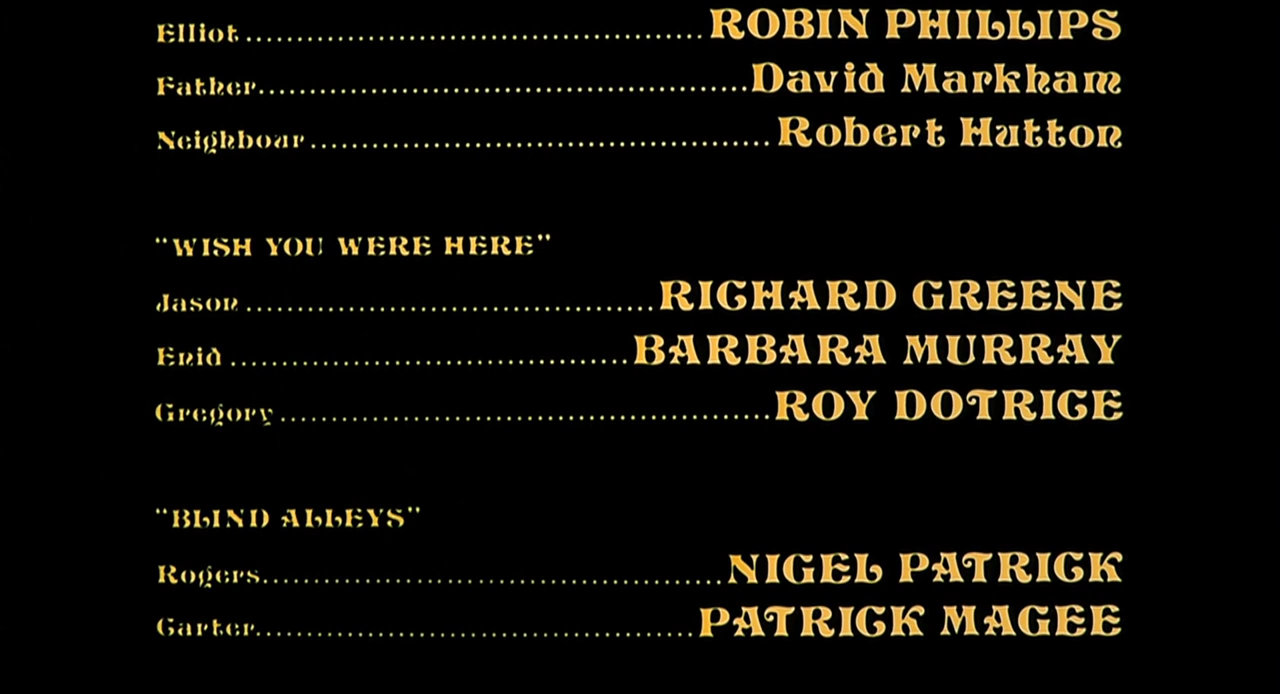 Elliot........................................ROBIN PHILLIPS
Father........................................David Markham
Neighbour........................................Robert Hutton
"WISH YOU WERE HERE"
Jason........................................RICHARD GREENE
Enid........................................BARBARA MURRAY
Gregory........................................ROY DOTRICE
"BLIND ALLEYS"
Rogers........................................NIGEL PATRICK
Carter........................................PATRICK MAGEE